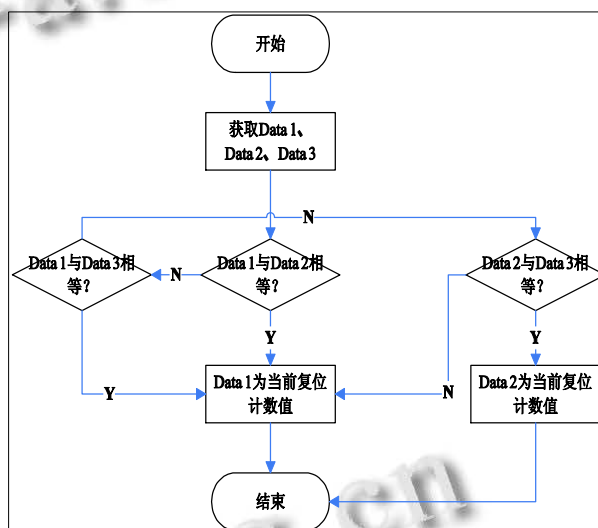 开始
获取Data 1、
Data 2、Data 3
N
Data 1与Data 3相
等?
N
Data 1与Data 2相
等?
Data 2与Data 3相
等?
Y
Y
Y
Data 1为当前复位
计数值
N
Data 2为当前复位
计数值
结束
cn